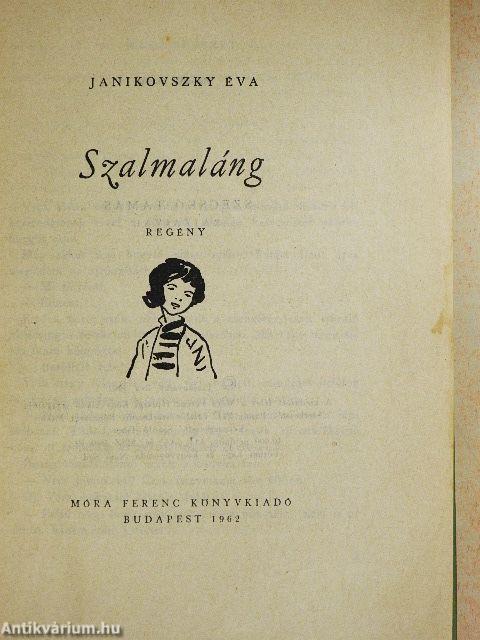 JANIKOVSZKY ÉVA
Szalmaláng
REGÉNY
MÓRA FERENC KÖNYVKIADÓ
BUDAPEST 1962
Antikvárium.hu